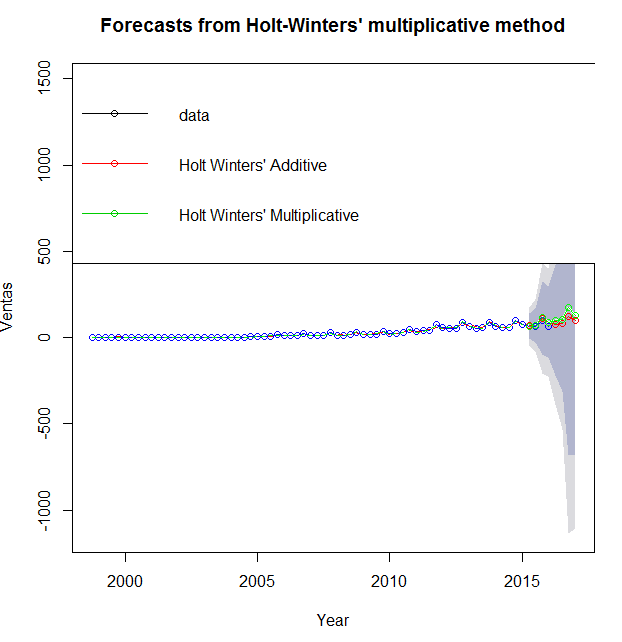 Forecasts from Holt-Winters' multiplicative method
1500
1000
500
0
-500
-1000
Ventas
data
Holt Winters' Additive
Holt Winters' Multiplicative
2000
2005
2010
2015
Year